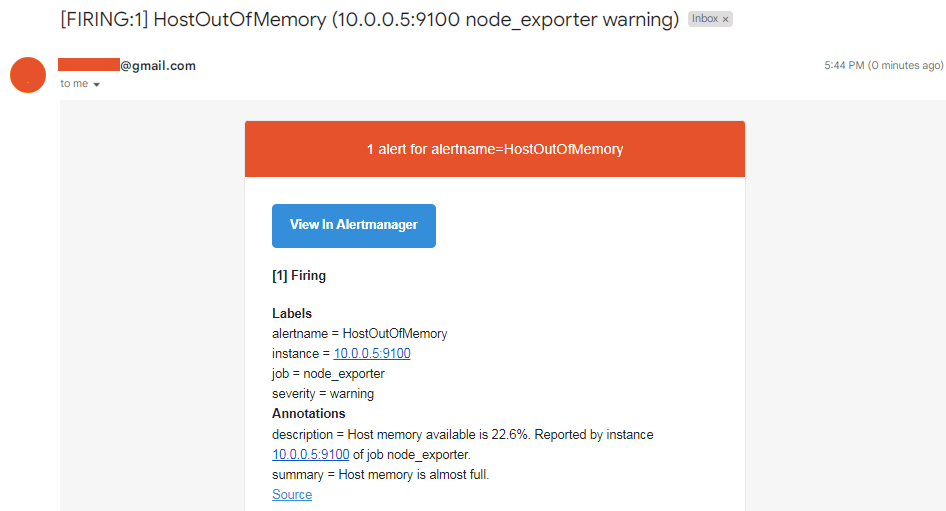 [FIRING:1] HostOutOfMemory (10.0.0.5:9100 node_exporter warning) Inbox ×
@gmail.com 5:44 PM (0 minutes ago)
to me
1 alert for alertname=HostOutOfMemory
View In Alertmanager
[1] Firing
Labels
alertname = HostOutOfMemory
instance = 10.0.0.5:9100
job = node_exporter
severity = warning
Annotations
description = Host memory available is 22.6%. Reported by instance
10.0.0.5:9100 of job node_exporter.
summary = Host memory is almost full.
Source